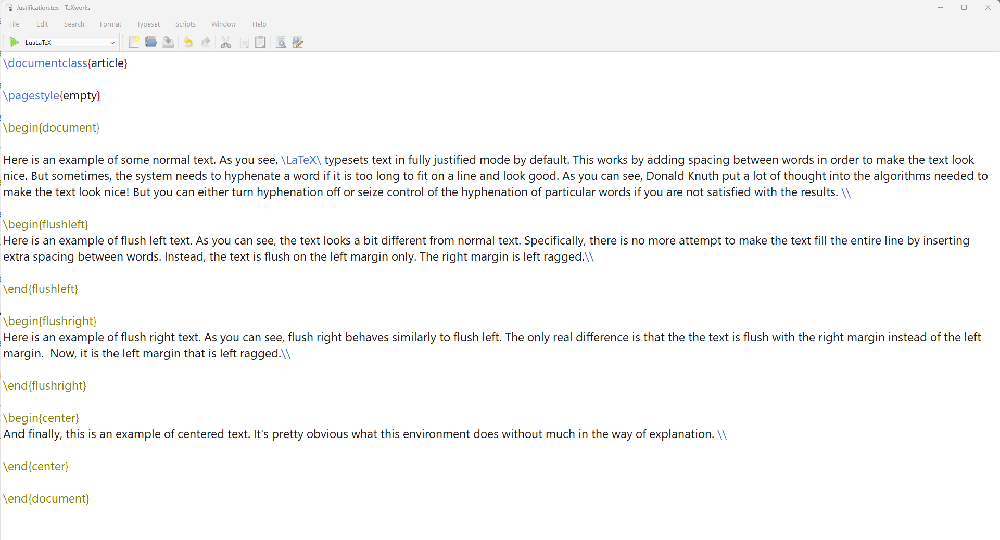 Justification.tex - TeXworks
File Edit Search Format Typeset Scripts Window Help
LuaLaTeX
\documentclass{article}
\pagestyle{empty}
\begin{document}
Here is an example of some normal text. As you see, \LaTeX\ typesets text in fully justified mode by default. This works by adding spacing between words in order to make the text look
nice. But sometimes, the system needs to hyphenate a word if it is too long to fit on a line and look good. As you can see, Donald Knuth put a lot of thought into the algorithms needed to
make the text look nice! But you can either turn hyphenation off or seize control of the hyphenation of particular words if you are not satisfied with the results. \\
\begin{flushleft}
Here is an example of flush left text. As you can see, the text looks a bit different from normal text. Specifically, there is no more attempt to make the text fill the entire line by inserting
extra spacing between words. Instead, the text is flush on the left margin only. The right margin is left ragged.\\
\end{flushleft}
\begin{flushright}
Here is an example of flush right text. As you can see, flush right behaves similarly to flush left. The only real difference is that the the text is flush with the right margin instead of the left
margin.  Now, it is the left margin that is left ragged.\\
\end{flushright}
\begin{center}
And finally, this is an example of centered text. It's pretty obvious what this environment does without much in the way of explanation. \\
\end{center}
\end{document}